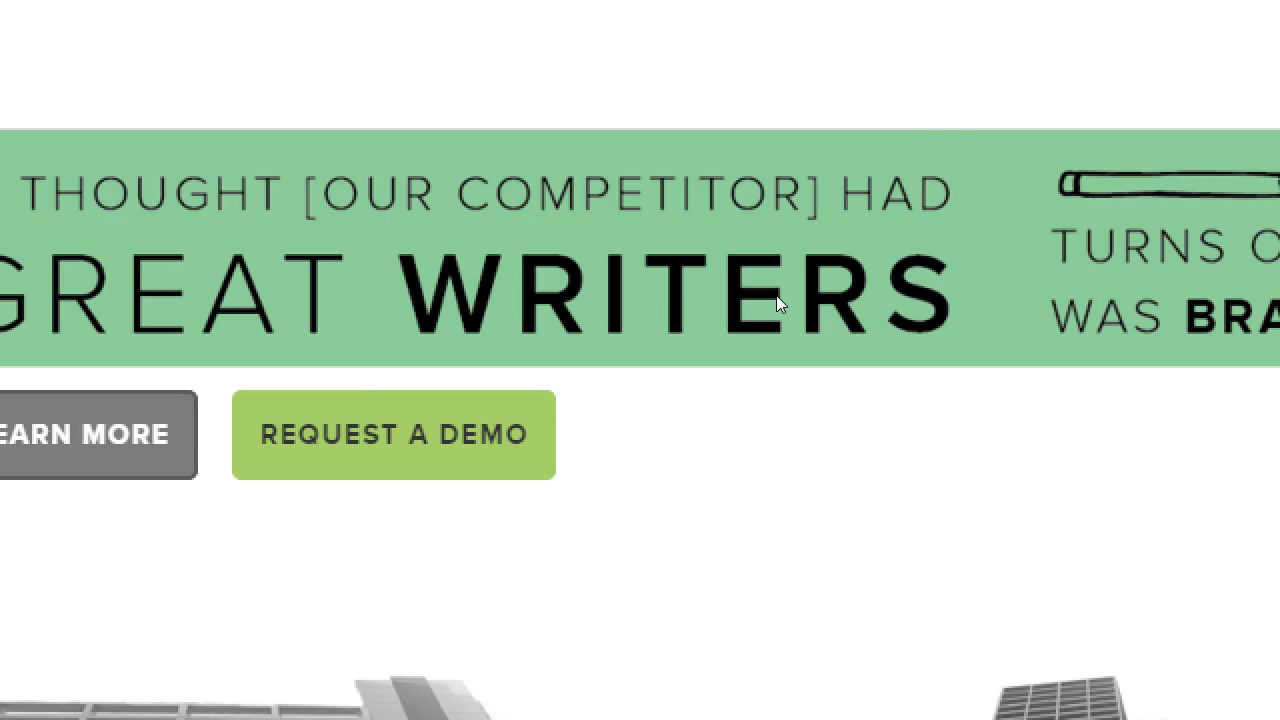 THOUGHT [OUR COMPETITOR] HAD
GREAT WRITERS
TURNS
WAS
EARN MORE
REQUEST A DEMO